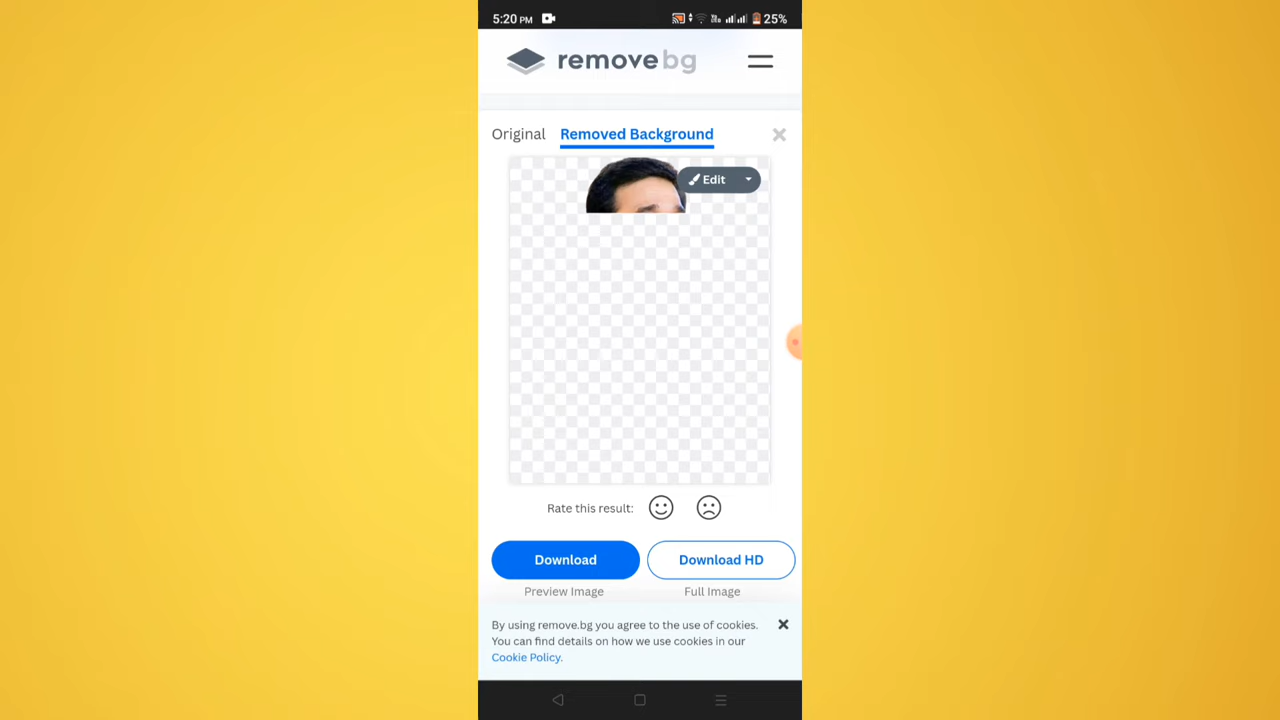 5:20 PM
25%
remove bg
Original Removed Background
Edit
Rate this result:
Download Download HD
Preview Image Full Image
By using remove.bg you agree to the use of cookies.
You can find details on how we use cookies in our
Cookie Policy.